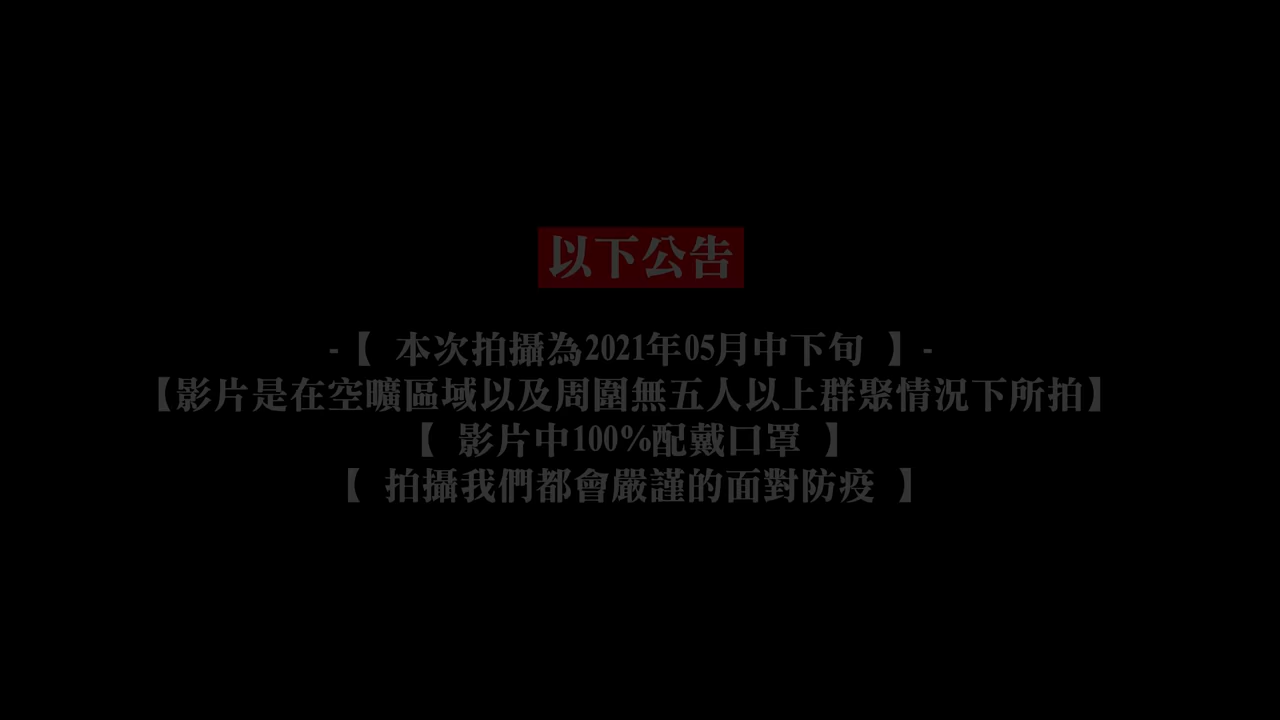 以下公告
-【 本次拍攝為2021年05月中下旬 】-
【影片是在空曠區域以及周圍無五人以上群聚情況下所拍】
【 影片中100%配戴口罩 】
【 拍攝我們都會嚴謹的面對防疫 】